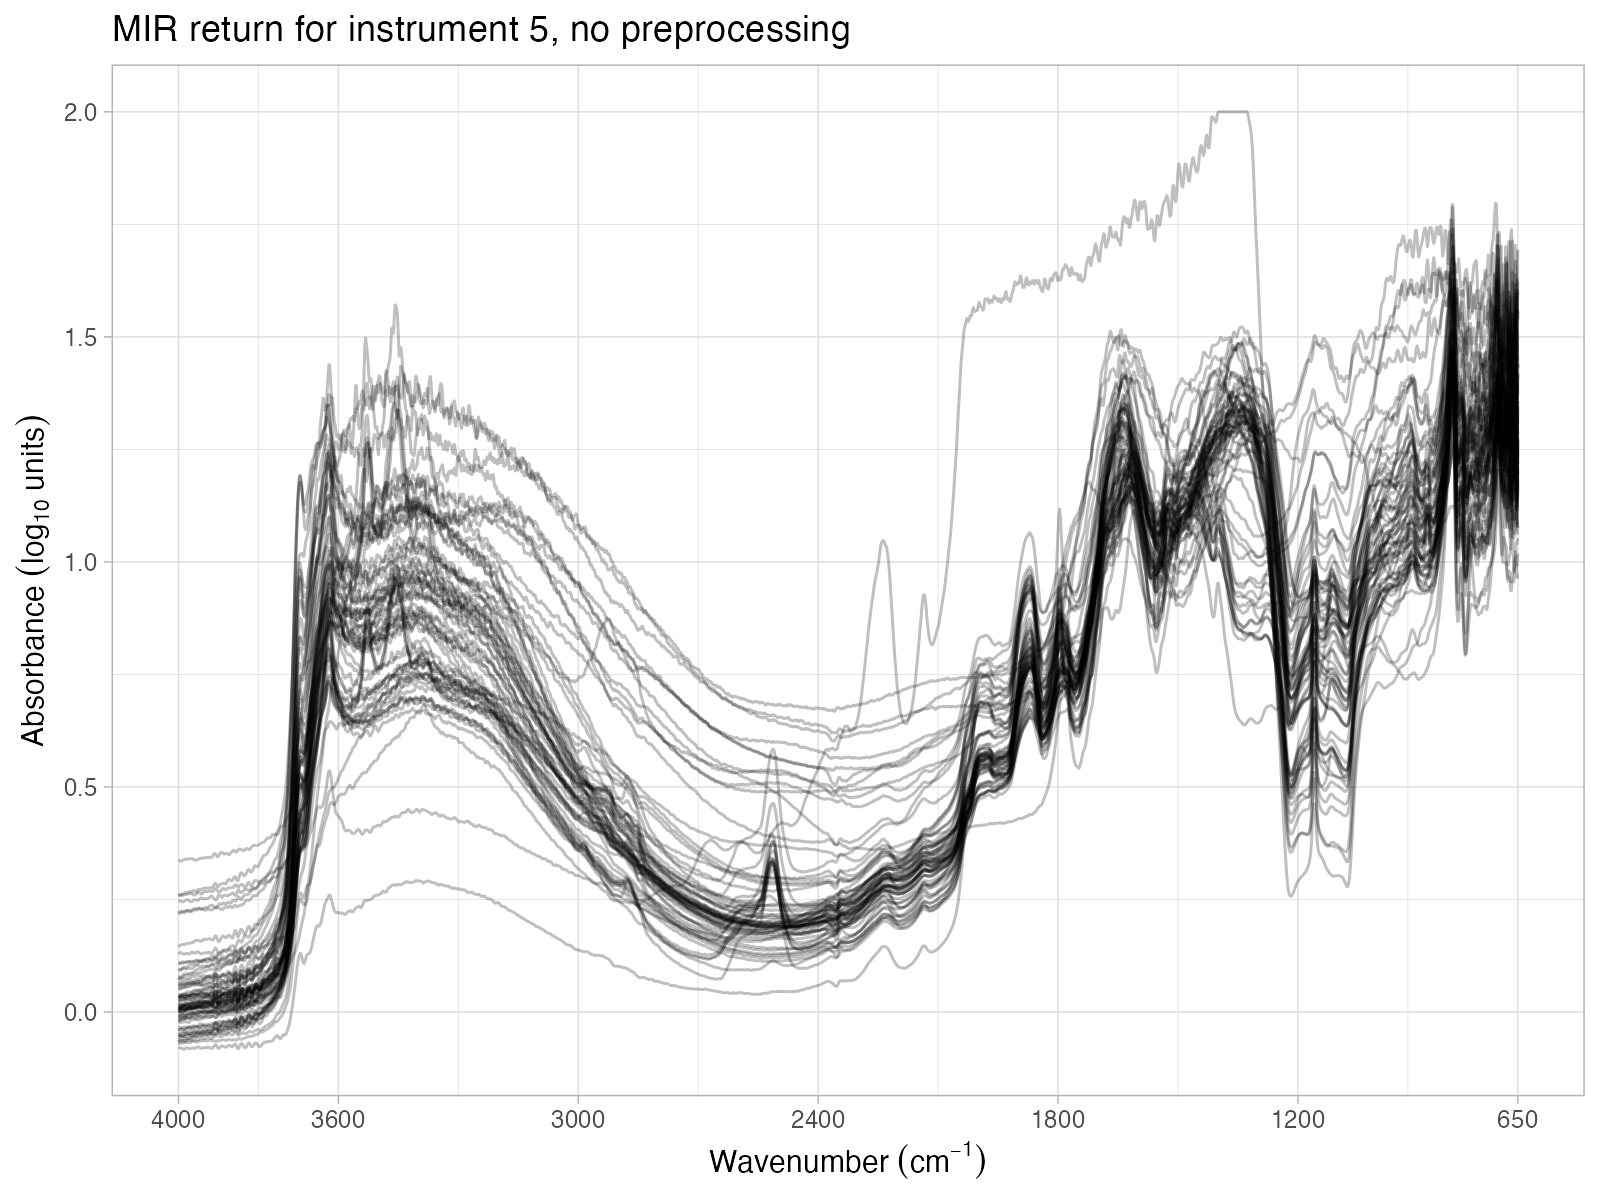 MIR return for instrument 5, no preprocessing
Absorbance (log₁₀ units)
2.0
1.5
1.0
0.5
0.0
4000 3600 3000 2400 1800 1200 650
Wavenumber (cm⁻¹)